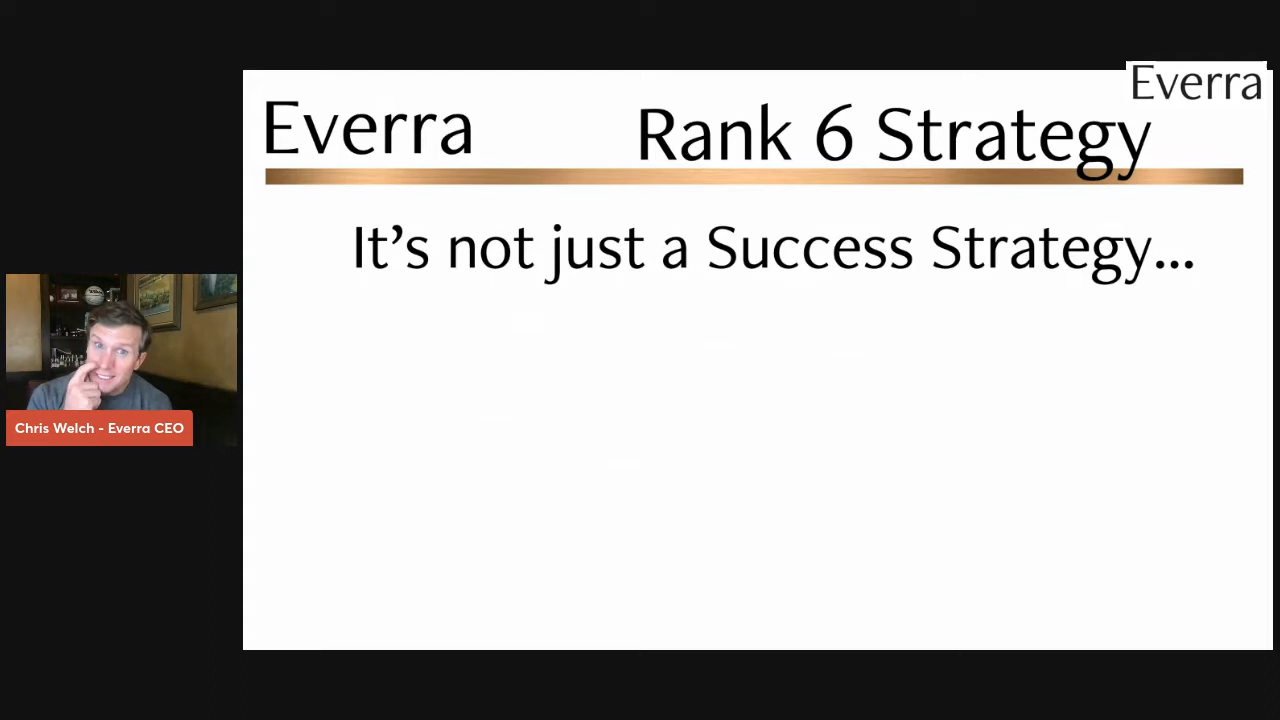 Everra
Everra
Rank 6 Strategy
It's not just a Success Strategy...
Chris Welch - Everra CEO